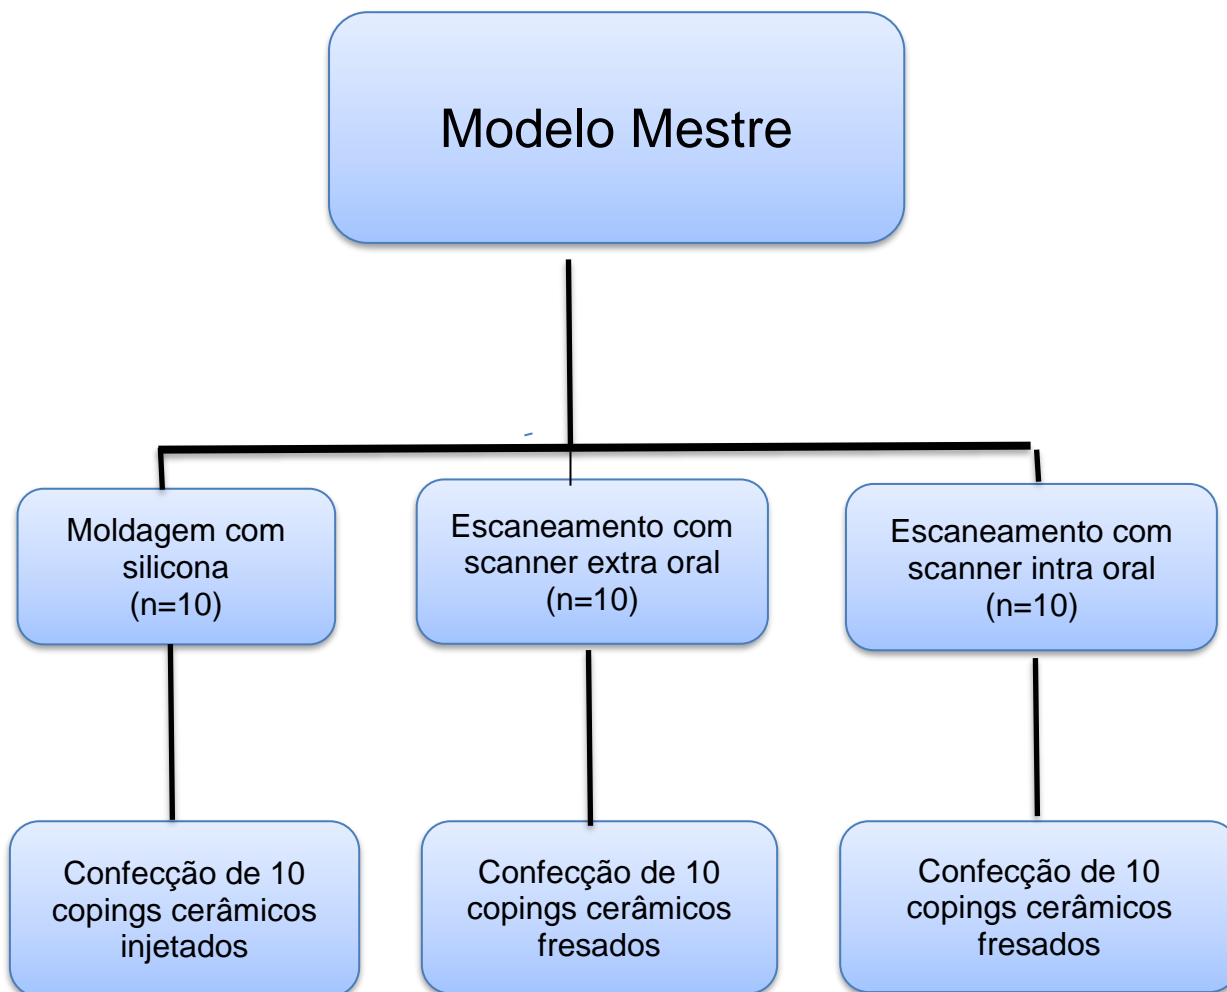 Modelo Mestre
Moldagem com
silicona
(n=10)
Escaneamento com
scanner extra oral
(n=10)
Escaneamento com
scanner intra oral
(n=10)
Confecção de 10
copings cerâmicos
injetados
Confecção de 10
copings cerâmicos
fresados
Confecção de 10
copings cerâmicos
fresados